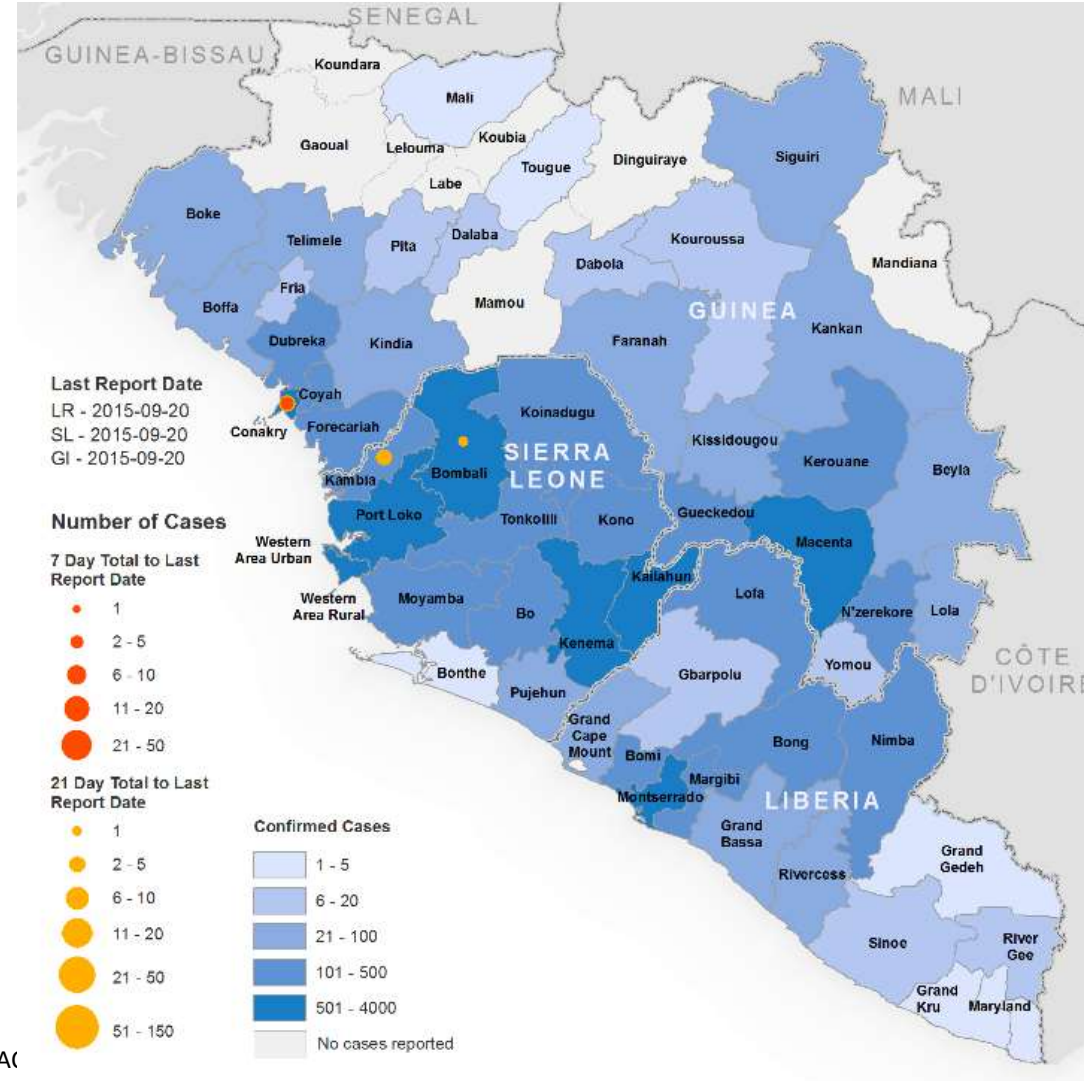 SENEGAL
GUINEA-BISSAU
MALI
CÔTE
D'IVOIRE
GUINEA
SIERRA
LEONE
LIBERIA
Koundara
Mali
Gaoual
Lelouma
Koubia
Labe
Tougue
Dinguiraye
Siguiri
Mandiana
Boke
Telimele
Pita
Dalaba
Kouroussa
Dabola
Fria
Boffa
Mamou
Kankan
Faranah
Dubreka
Kindia
Coyah
Conakry
Forecariah
Koinadugu
Kissidougou
Kerouane
Beyla
Bombali
Kambia
Port Loko
Tonkolili
Kono
Gueckedou
Macenta
Western
Area Urban
Western
Area Rural
Moyamba
Bo
Kenema
Kailahun
Lofa
N'zerekore
Lola
Yomou
Bonthe
Pujehun
Gbarpolu
Grand
Cape
Mount
Bomi
Bong
Nimba
Margibi
Montserrado
Grand
Bassa
Rivercess
Grand
Gedeh
Sinoe
River
Gee
Grand
Kru
Maryland
Last Report Date
LR - 2015-09-20
SL - 2015-09-20
GI - 2015-09-20
Number of Cases
7 Day Total to Last
Report Date
1
2 - 5
6 - 10
11 - 20
21 - 50
21 Day Total to Last
Report Date
1
2 - 5
6 - 10
11 - 20
21 - 50
51 - 150
Confirmed Cases
1 - 5
6 - 20
21 - 100
101 - 500
501 - 4000
No cases reported